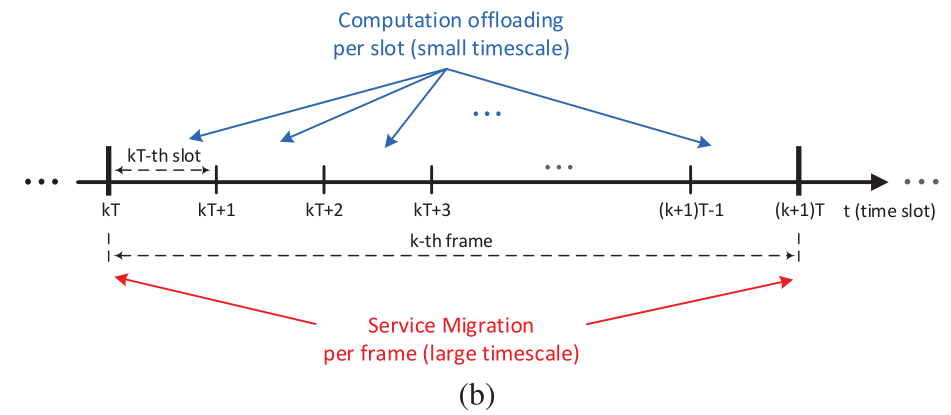 Computation offloading
per slot (small timescale)
...
kT-th slot
...
...
...
kT
kT+1
kT+2
kT+3
(k+1)T-1
(k+1)T
t (time slot)
k-th frame
Service Migration
per frame (large timescale)
(b)